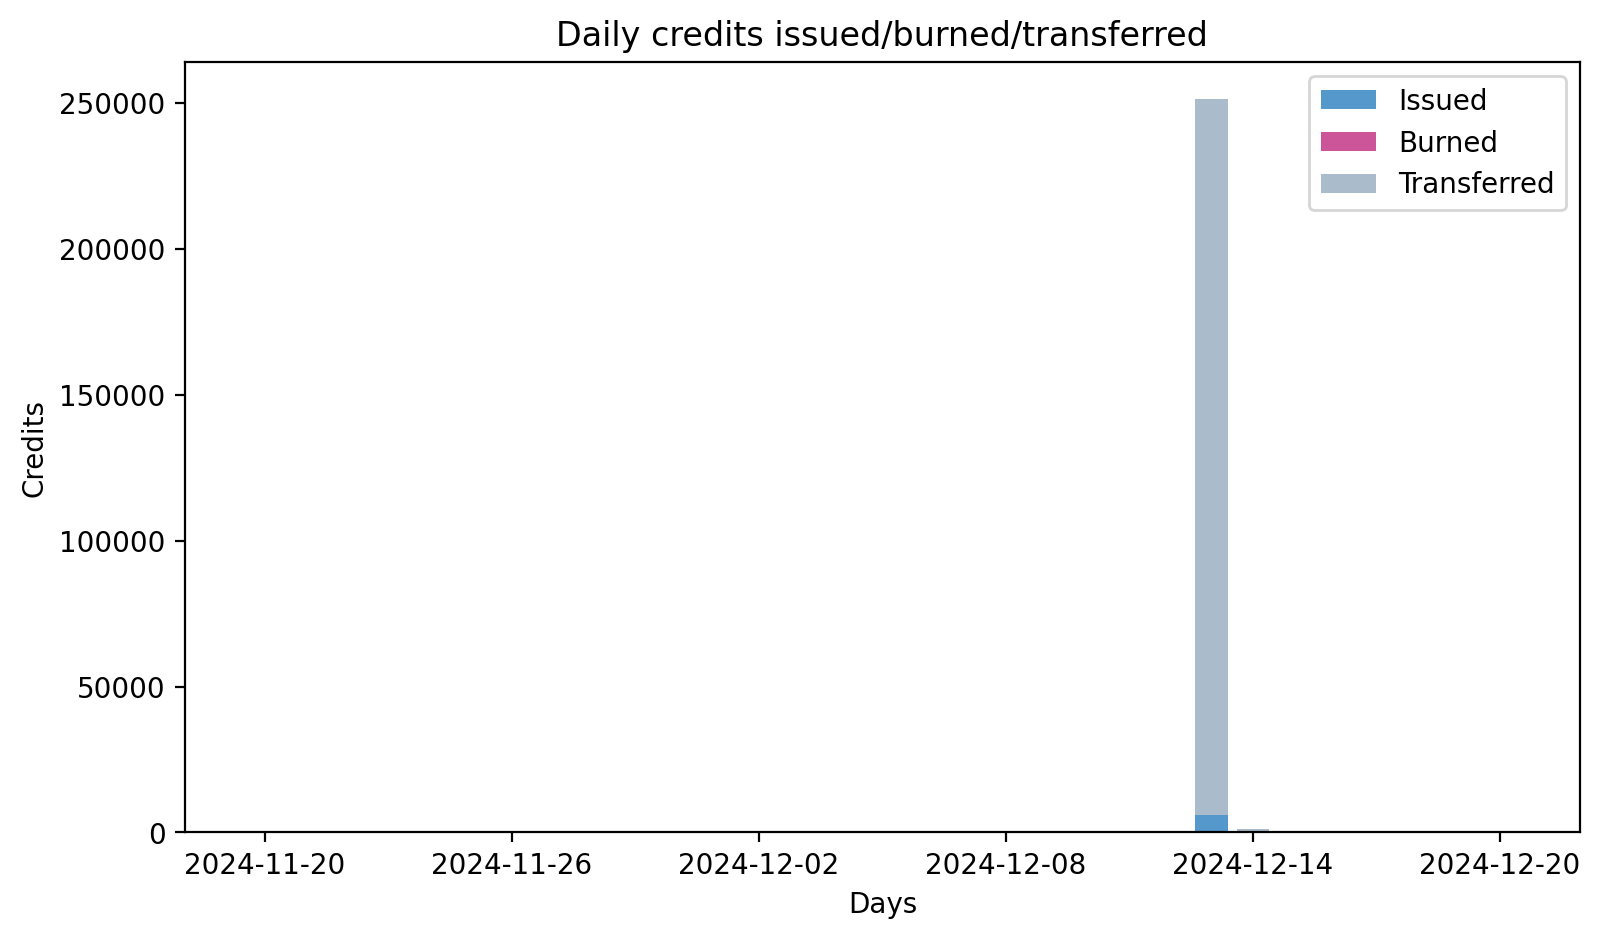 Daily credits issued/burned/transferred
Issued
Burned
Transferred
250000
200000
150000
100000
50000
0
Credits
2024-11-20
2024-11-26
2024-12-02
2024-12-08
2024-12-14
2024-12-20
Days